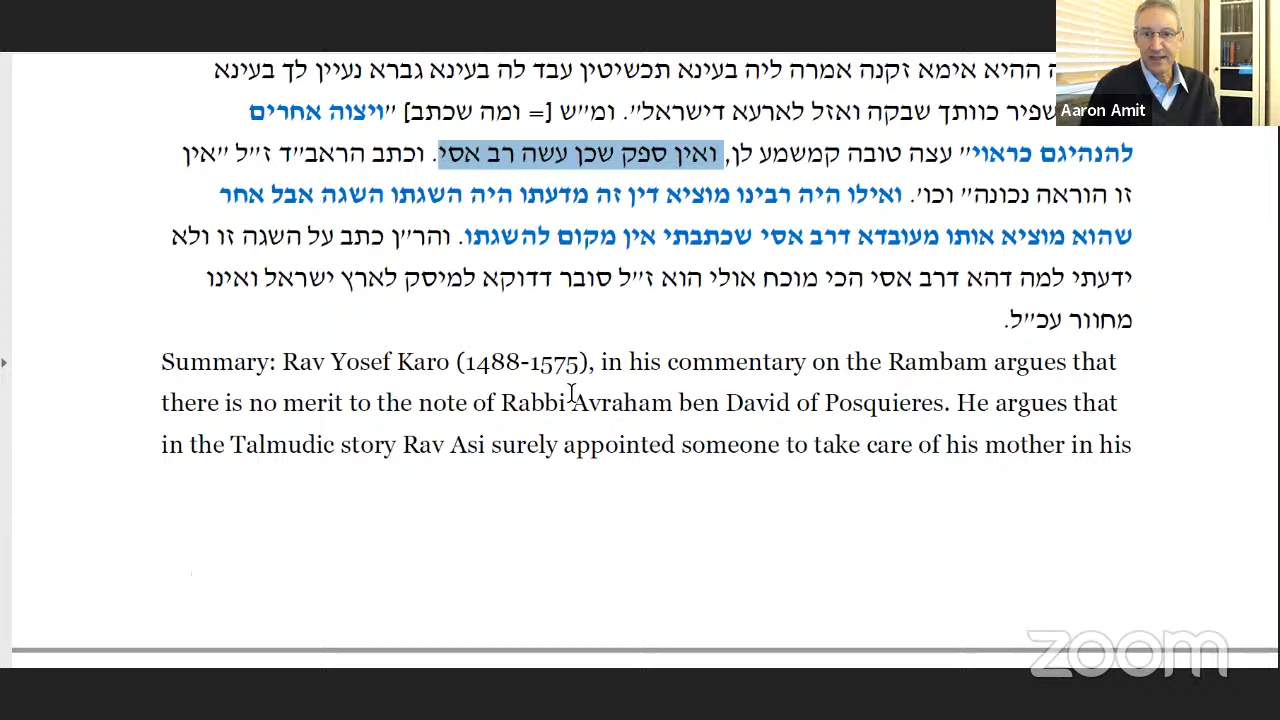 ה ההיא אימא זקנה אמרה ליה בעינא תכשיטין עבד לה בעינא גברא נעיין לך בעינא
שפיר כוותך שבקה ואזל לארעא דישראל״. ומ״ש [= ומה שכתב] ״ויצוה אחרים
להנהיגם כראוי״ עצה טובה קמשמע לן, ואין ספק שכן עשה רב אסי. וכתב הראב״ד ז״ל ״אין
זו הוראה נכונה״ וכו׳. ואילו היה רבינו מוציא דין זה מדעתו היה השגתו השגה אבל אחר
שהוא מוציא אותו מעובדא דרב אסי שכתבתי אין מקום להשגתו. והר״ן כתב על השגה זו ולא
ידעתי למה דהא דרב אסי הכי מוכח אולי הוא ז״ל סובר דדוקא למיסק לארץ ישראל ואינו
מחוור עכ״ל.
Summary: Rav Yosef Karo (1488-1575), in his commentary on the Rambam argues that
there is no merit to the note of Rabbi Avraham ben David of Posquieres. He argues that
in the Talmudic story Rav Asi surely appointed someone to take care of his mother in his
Aaron Amit
zoom